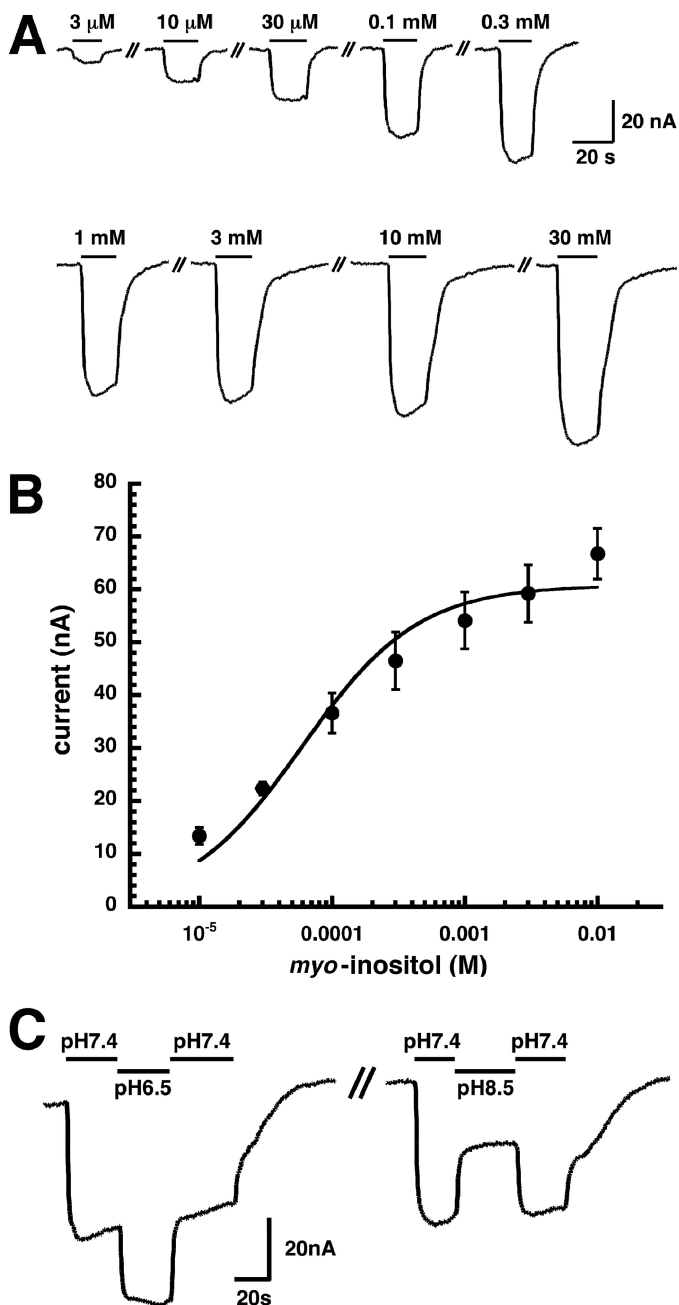 A
3 µM 10 µM 30 µM 0.1 mM 0.3 mM
20 nA
20 s
1 mM 3 mM 10 mM 30 mM
B
80
70
60
50
40
30
20
10
0
current (nA)
10-5 0.0001 0.001 0.01
myo-inositol (M)
C
pH7.4 pH7.4 pH7.4 pH7.4
pH6.5 pH8.5
20nA
20s